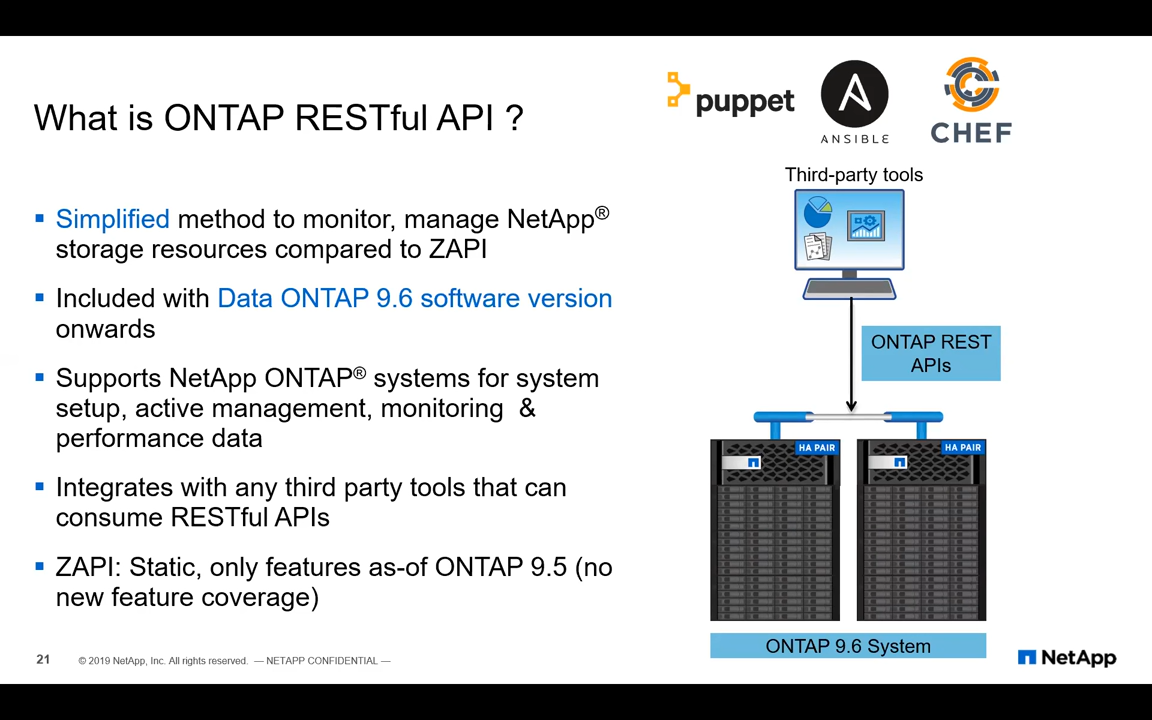 What is ONTAP RESTful API ?
Simplified method to monitor, manage NetApp®
storage resources compared to ZAPI
Included with Data ONTAP 9.6 software version
onwards
Supports NetApp ONTAP® systems for system
setup, active management, monitoring &
performance data
Integrates with any third party tools that can
consume RESTful APIs
ZAPI: Static, only features as-of ONTAP 9.5 (no
new feature coverage)
puppet
ANSIBLE
CHEF
Third-party tools
ONTAP REST
APIs
HA PAIR
HA PAIR
ONTAP 9.6 System
21 © 2019 NetApp, Inc. All rights reserved. — NETAPP CONFIDENTIAL —
NetApp